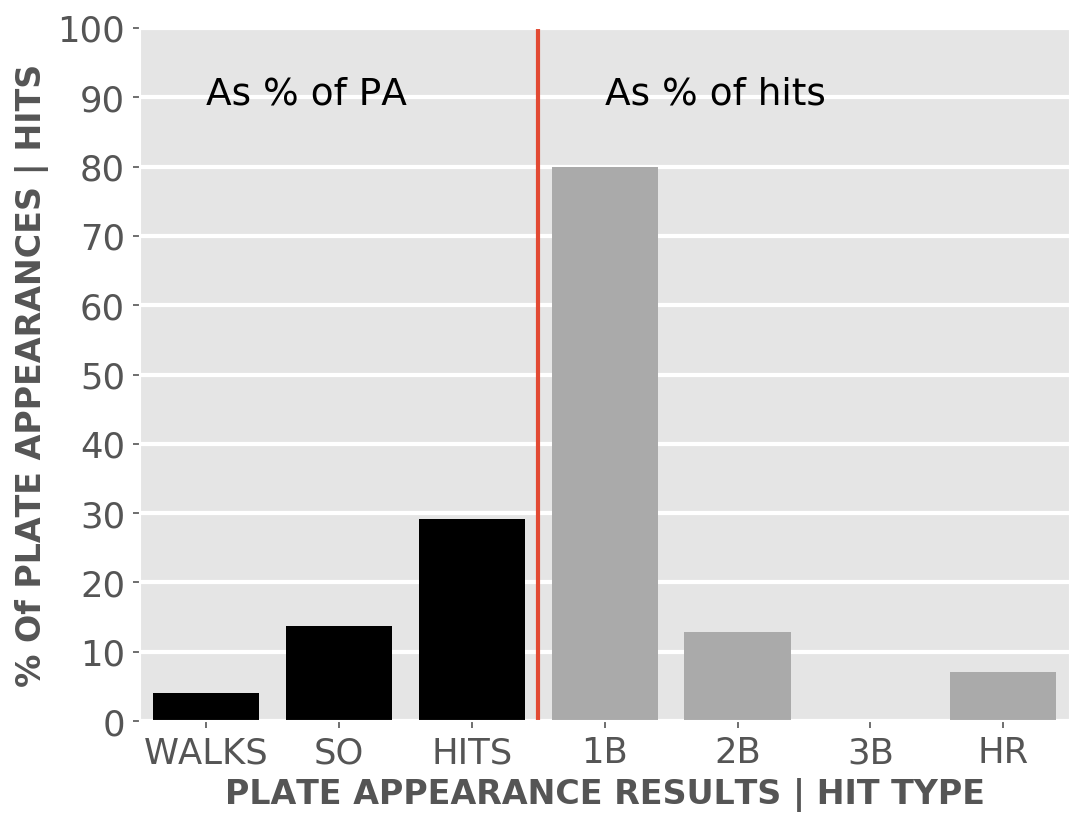 100
90
80
70
60
50
40
30
20
10
0
% Of PLATE APPEARANCES | HITS
As % of PA
As % of hits
WALKS SO HITS 1B 2B 3B HR
PLATE APPEARANCE RESULTS | HIT TYPE